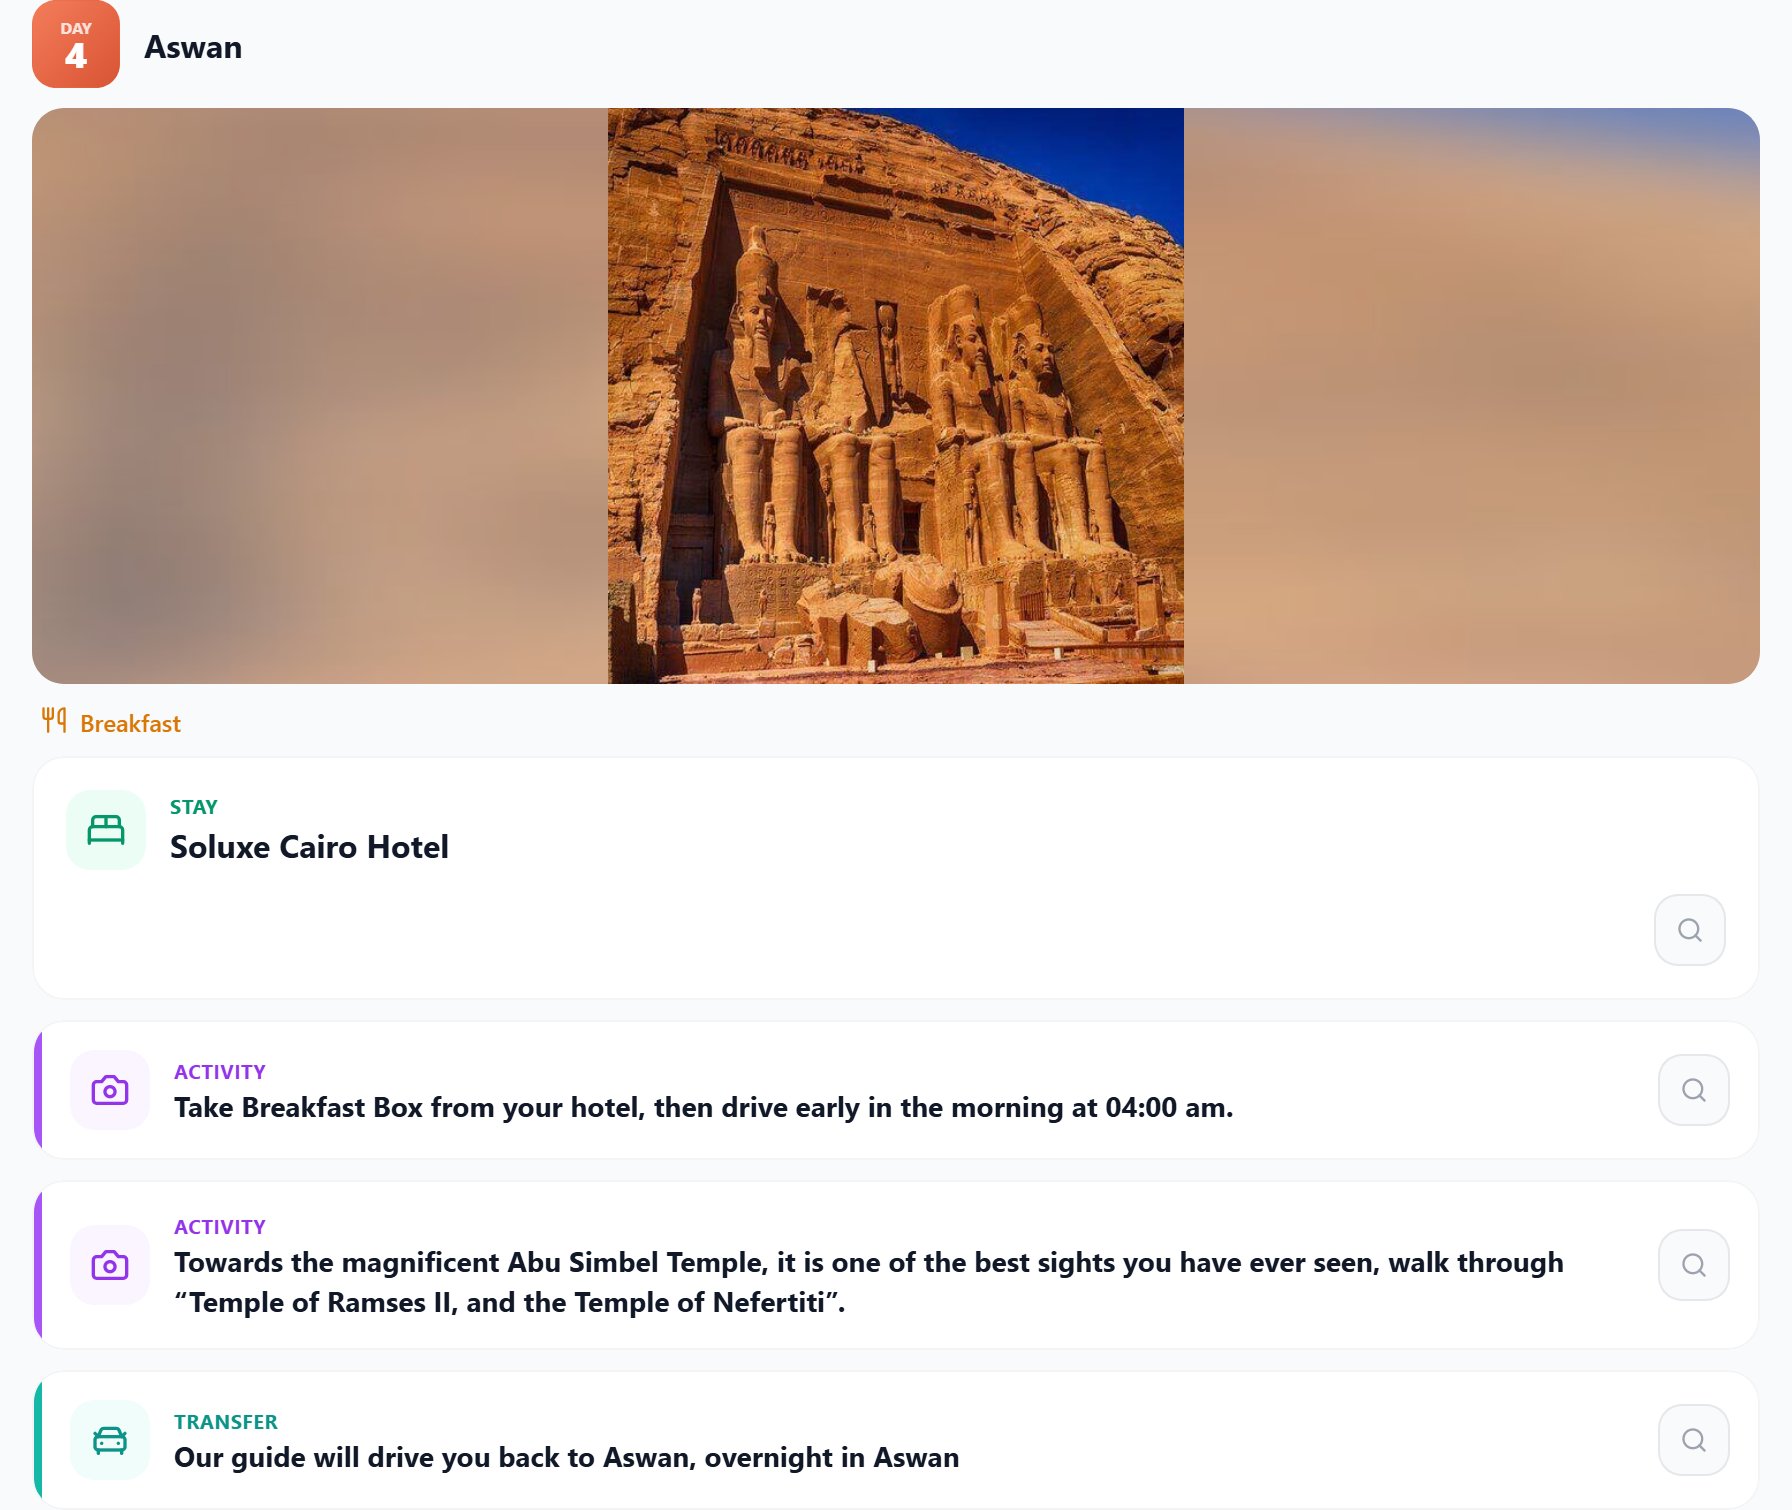 DAY
4
Aswan
Breakfast
STAY
Soluxe Cairo Hotel
ACTIVITY
Take Breakfast Box from your hotel, then drive early in the morning at 04:00 am.
ACTIVITY
Towards the magnificent Abu Simbel Temple, it is one of the best sights you have ever seen, walk through
“Temple of Ramses II, and the Temple of Nefertiti”.
TRANSFER
Our guide will drive you back to Aswan, overnight in Aswan